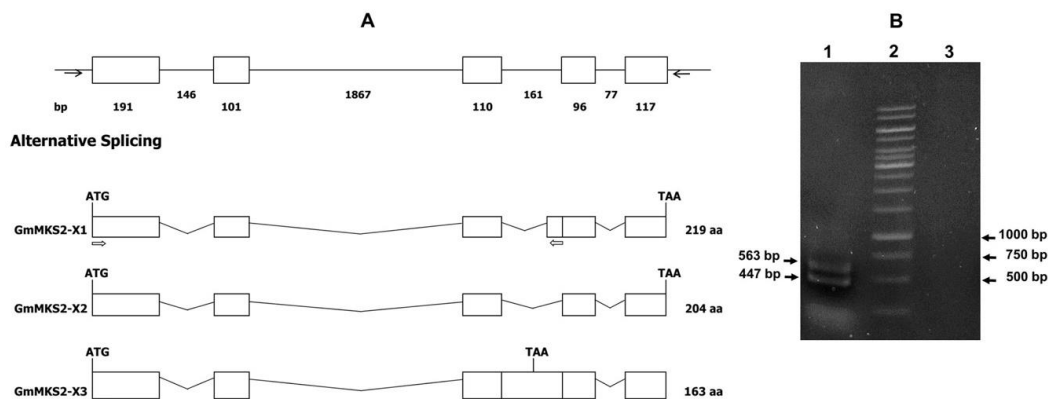 A
B
1 2 3
146 1867 161 77
bp 191 101 110 96 117
Alternative Splicing
ATG TAA
GmMKS2-X1 219 aa
ATG TAA
GmMKS2-X2 204 aa
ATG TAA
GmMKS2-X3 163 aa
563 bp
447 bp
1000 bp
750 bp
500 bp